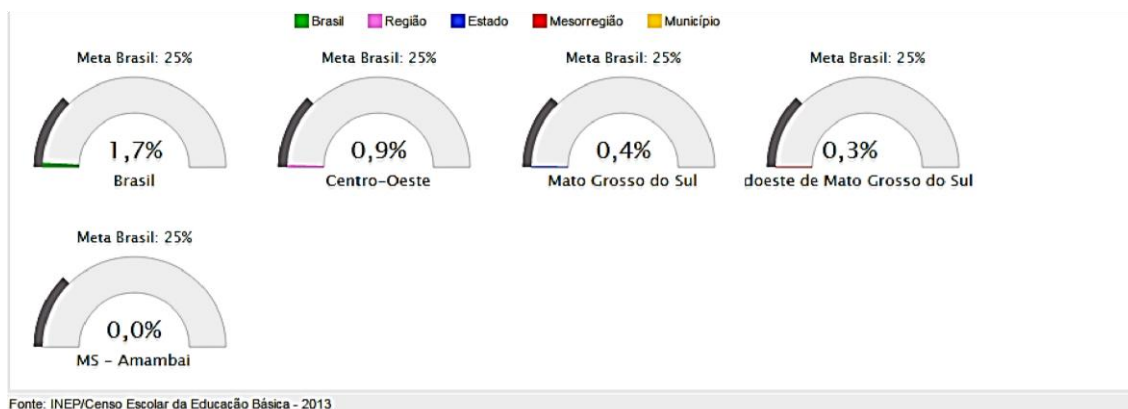 Brasil Região Estado Mesorregião Município
Meta Brasil: 25% Meta Brasil: 25% Meta Brasil: 25% Meta Brasil: 25%
1,7% 0,9% 0,4% 0,3%
Brasil Centro-Oeste Mato Grosso do Sul doeste de Mato Grosso do Sul
Meta Brasil: 25%
0,0%
MS - Amambai
Fonte: INEP/Censo Escolar da Educação Básica - 2013